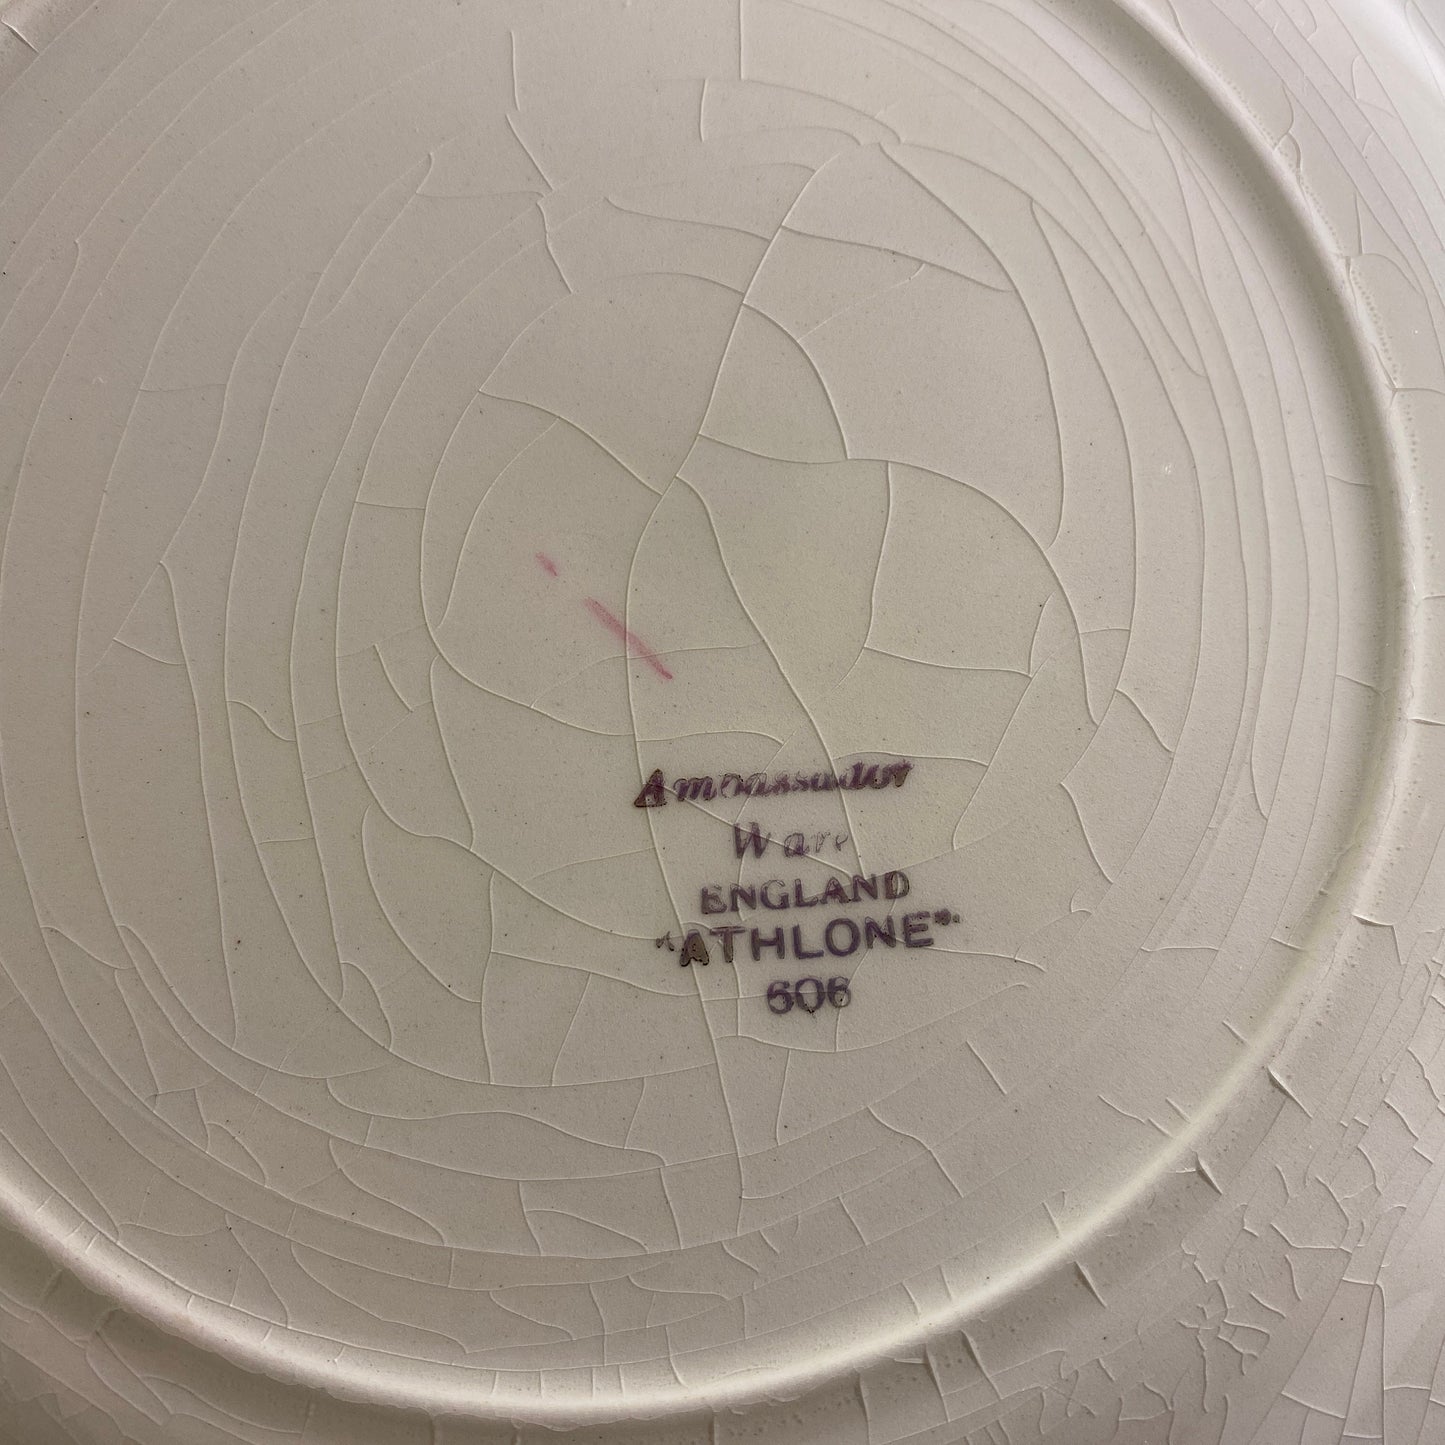 Ambassador
Ware
ENGLAND
"ATHLONE".
606